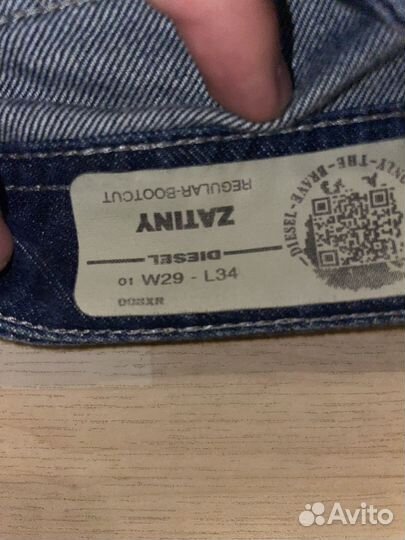 REGULAR-BOOTCUT
ZATINY
DIESEL
01 W29 - L34
DIESEL-ONLY-THE-BRAVE
Avito